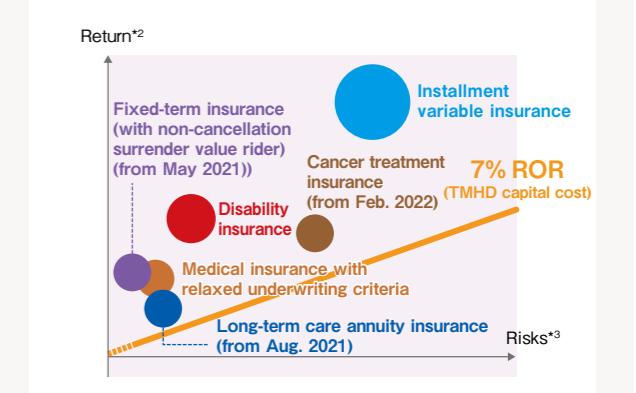 Return*2
Installment
variable insurance
Fixed-term insurance
(with non-cancellation
surrender value rider)
(from May 2021))
Cancer treatment
insurance
(from Feb. 2022)
7% ROR
(TMHD capital cost)
Disability
insurance
Medical insurance with
relaxed underwriting criteria
Long-term care annuity insurance
(from Aug. 2021)
Risks*3